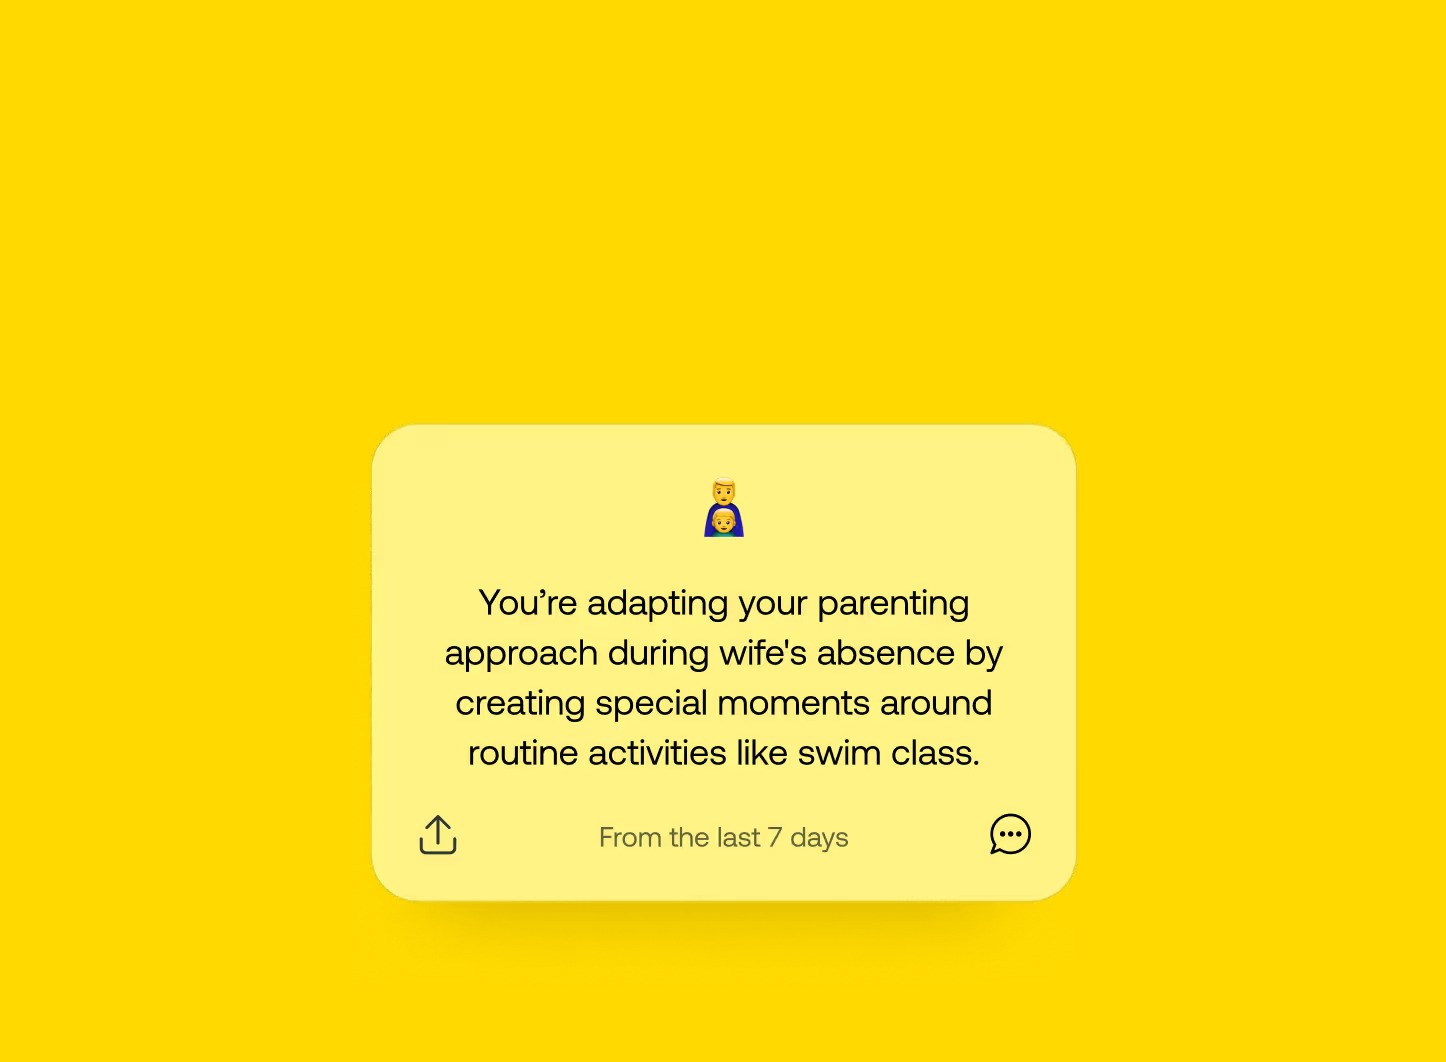 You’re adapting your parenting
approach during wife's absence by
creating special moments around
routine activities like swim class.
From the last 7 days